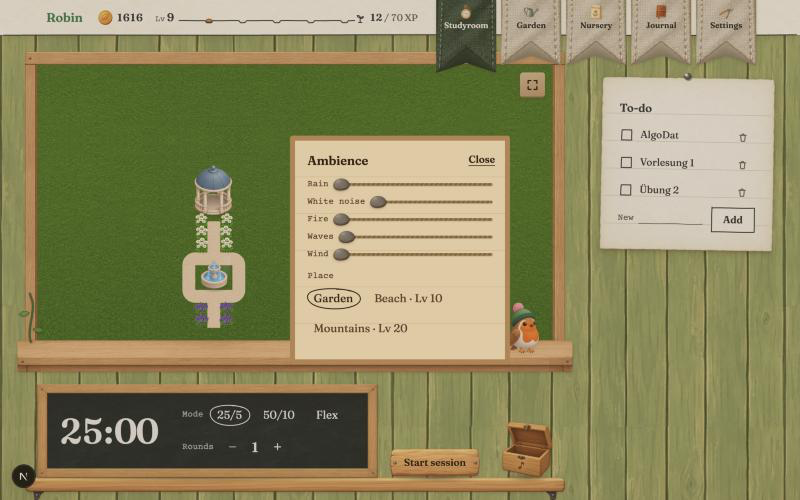 Robin 1616 Lv 9 12 / 70 XP
Studyroom Garden Nursery Journal Settings
Ambience Close
Rain
White noise
Fire
Waves
Wind
Place
Garden Beach · Lv 10
Mountains · Lv 20
To-do
AlgoDat
Vorlesung 1
Übung 2
New Add
25:00
Mode 25/5 50/10 Flex
Rounds − 1 +
Start session
N